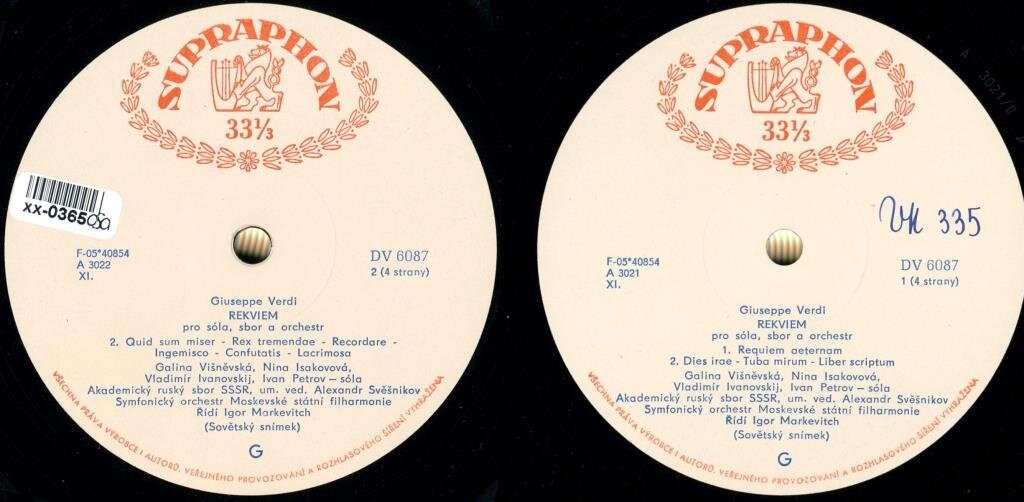 SUPRAPHON
33⅓
xx-0365
F-05*40854
A 3022
XI.
DV 6087
2 (4 strany)
Giuseppe Verdi
REKVIEM
pro sóla, sbor a orchestr
2. Quid sum miser - Rex tremendae - Recordare -
Ingemisco - Confutatis - Lacrimosa
Galina Višněvská, Nina Isakovová,
Vladimír Ivanovskij, Ivan Petrov – sóla
Akademický ruský sbor SSSR, um. ved. Alexandr Svěšnikov
Symfonický orchestr Moskevské státní filharmonie
Řídí Igor Markevitch
(Sovětský snímek)
G
VŠECHNA PRÁVA VÝROBCE I AUTORŮ, VEŘEJNÉHO PROVOZOVÁNÍ A ROZHLASOVÉHO ŠÍŘENÍ VYHRAŽENA
SUPRAPHON
33⅓
A 3021/0
VK 335
F-05*40854
A 3021
XI.
DV 6087
1 (4 strany)
Giuseppe Verdi
REKVIEM
pro sóla, sbor a orchestr
1. Requiem aeternam
2. Dies irae - Tuba mirum - Liber scriptum
Galina Višněvská, Nina Isakovová,
Vladimír Ivanovskij, Ivan Petrov – sóla
Akademický ruský sbor SSSR, um. ved. Alexandr Svěšnikov
Symfonický orchestr Moskevské státní filharmonie
Řídí Igor Markevitch
(Sovětský snímek)
G
VŠECHNA PRÁVA VÝROBCE I AUTORŮ, VEŘEJNÉHO PROVOZOVÁNÍ A ROZHLASOVÉHO ŠÍŘENÍ VYHRAŽENA